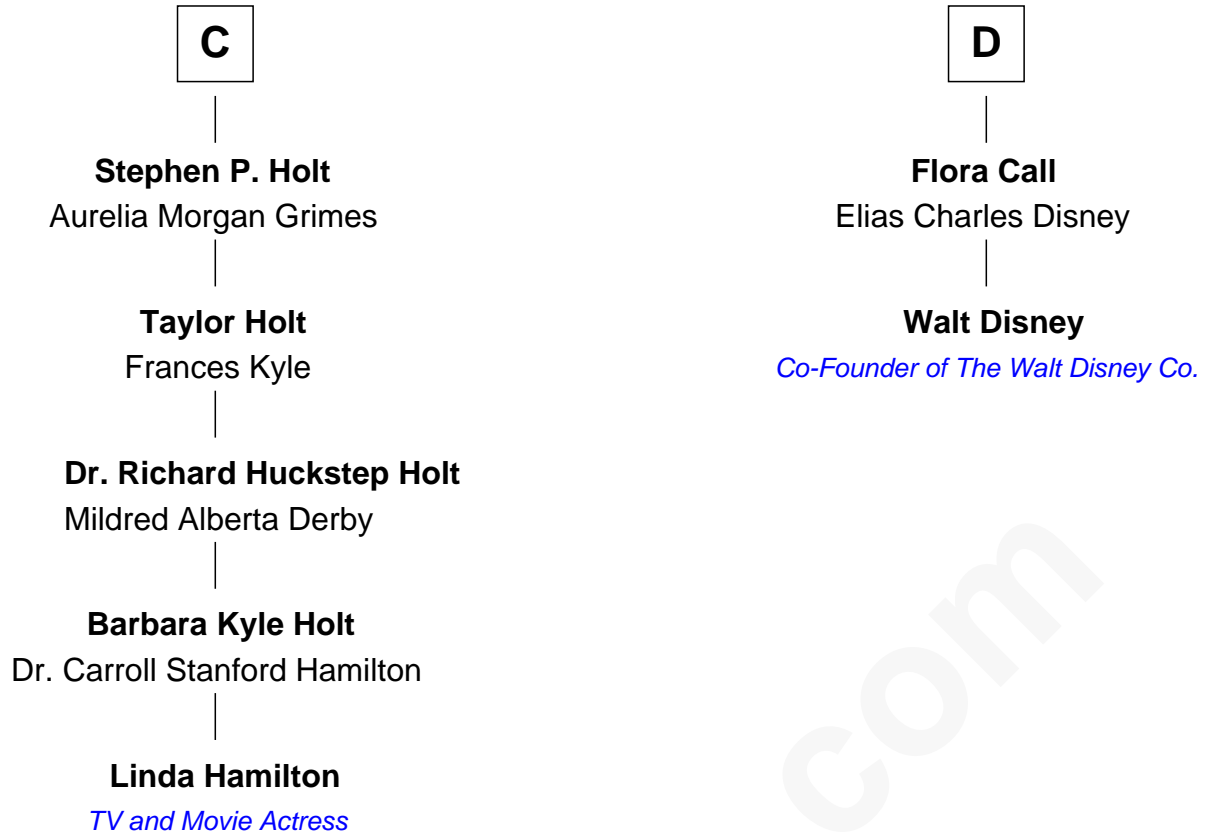 C
Stephen P. Holt
Aurelia Morgan Grimes
Taylor Holt
Frances Kyle
Dr. Richard Huckstep Holt
Mildred Alberta Derby
Barbara Kyle Holt
Dr. Carroll Stanford Hamilton
Linda Hamilton
TV and Movie Actress
D
Flora Call
Elias Charles Disney
Walt Disney
Co-Founder of The Walt Disney Co.
com